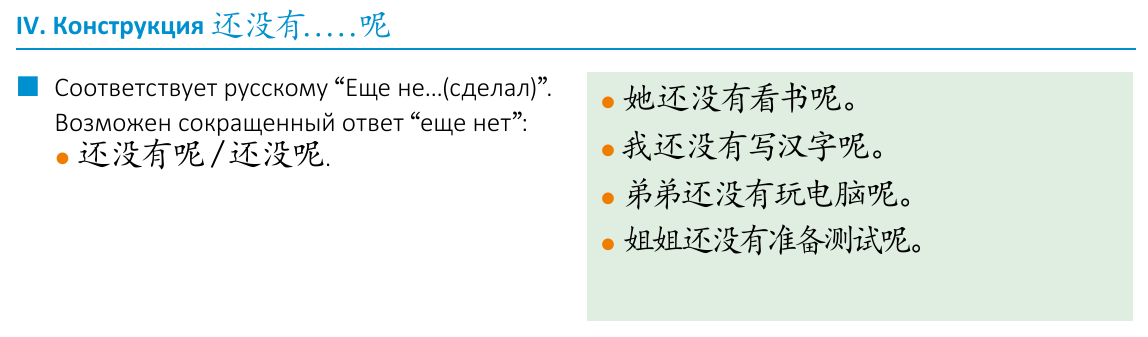 IV. Конструкция 还没有.....呢
■ Соответствует русскому “Еще не...(сделал)”.
Возможен сокращенный ответ “еще нет”:
• 还没有呢/还没呢.
• 她还没有看书呢。
• 我还没有写汉字呢。
• 弟弟还没有玩电脑呢。
• 姐姐还没有准备测试呢。